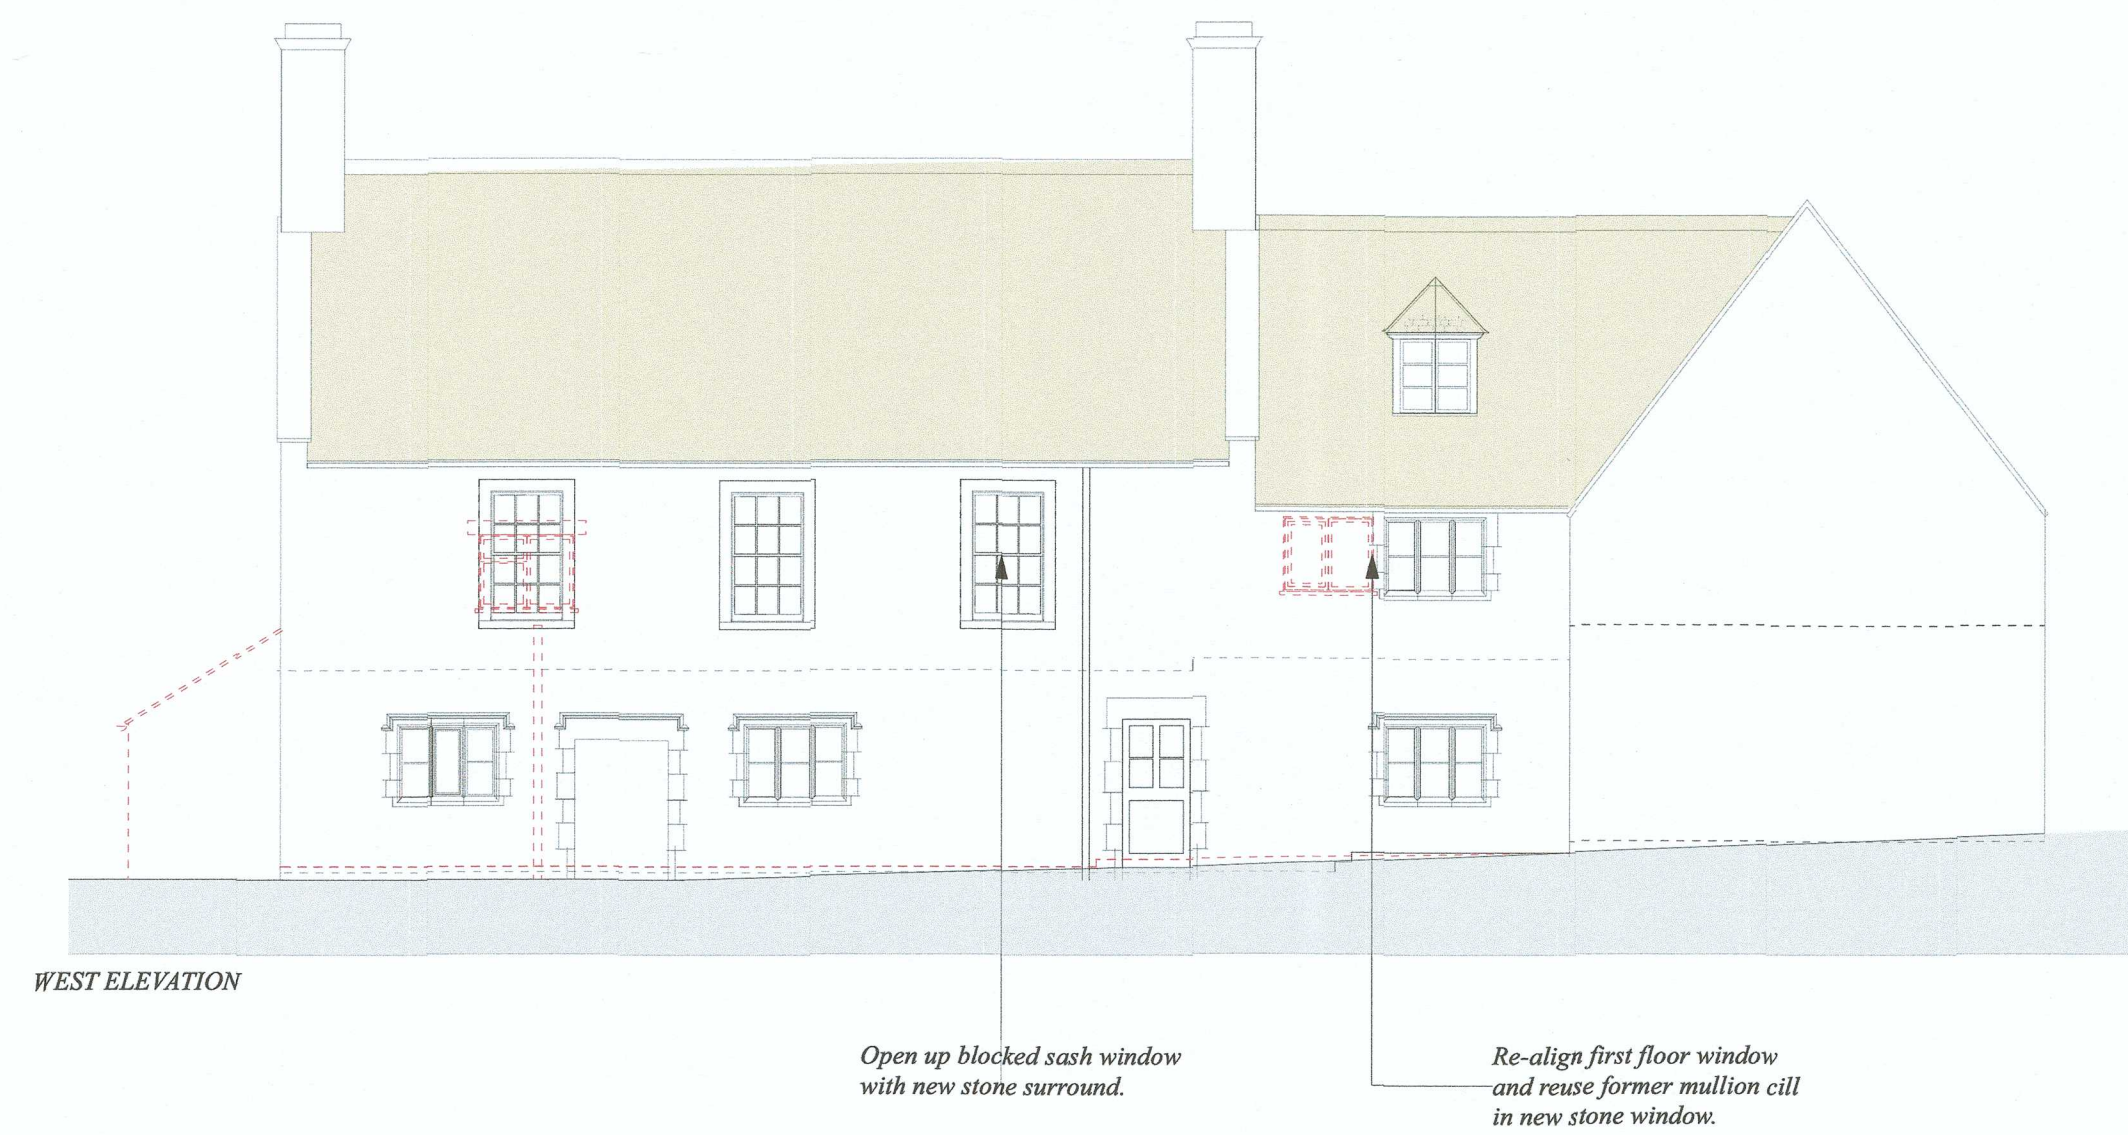 WEST ELEVATION
Open up blocked sash window
with new stone surround.
Re-align first floor window
and reuse former mullion cill
in new stone window.